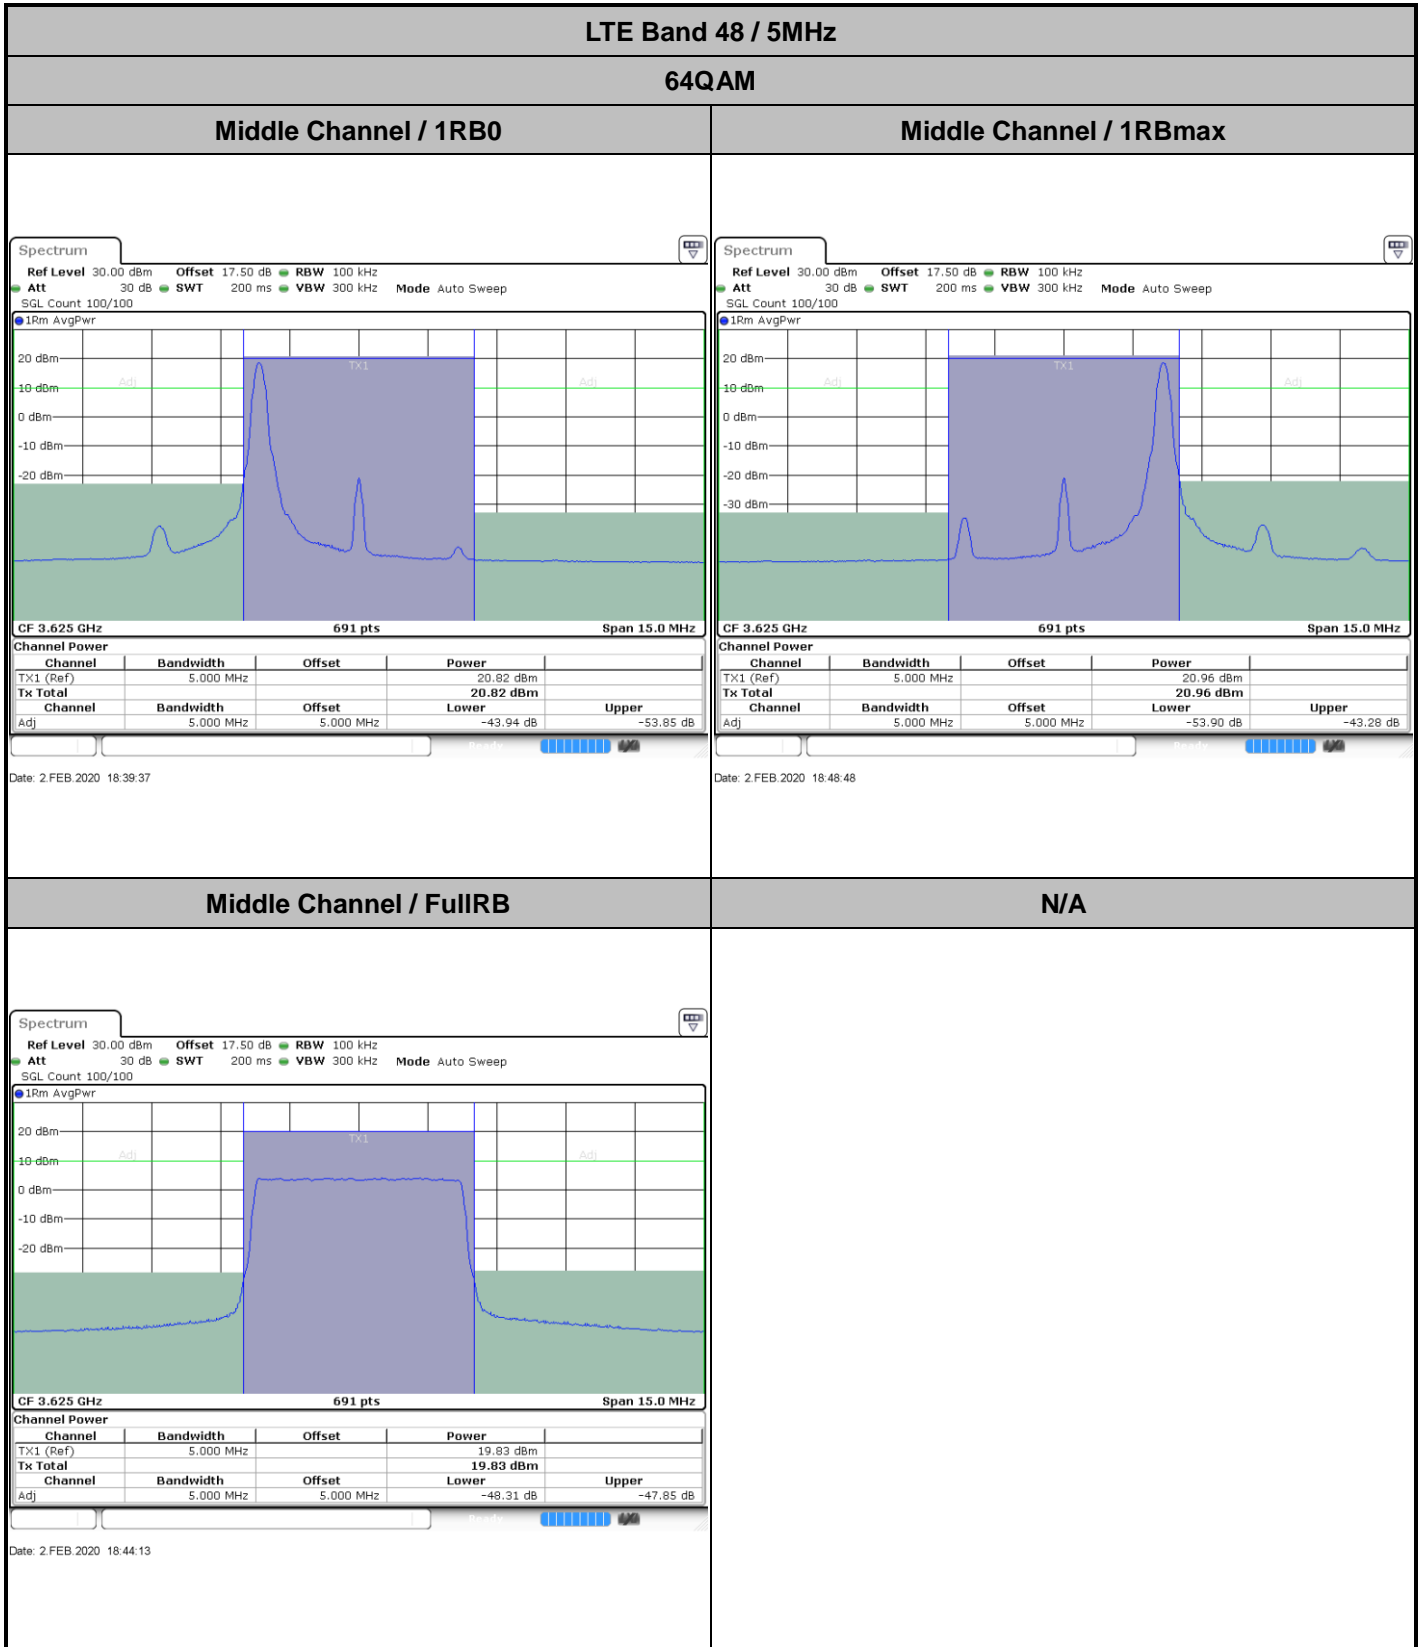 LTE Band 48 / 5MHz
64QAM
Middle Channel / 1RB0
Middle Channel / 1RBmax
Spectrum
Ref Level 30.00 dBm Offset 17.50 dB RBW 100 kHz
Att 30 dB SWT 200 ms VBW 300 kHz Mode Auto Sweep
SGL Count 100/100
1Rm AvgPwr
20 dBm
TX1
10 dBm
Adj
Adj
0 dBm
-10 dBm
-20 dBm
CF 3.625 GHz 691 pts Span 15.0 MHz
Channel Power
Channel Bandwidth Offset Power
TX1 (Ref) 5.000 MHz 20.82 dBm
Tx Total 20.82 dBm
Channel Bandwidth Offset Lower Upper
Adj 5.000 MHz 5.000 MHz -43.94 dB -53.85 dB
Ready
Date: 2.FEB.2020 18:39:37
Spectrum
Ref Level 30.00 dBm Offset 17.50 dB RBW 100 kHz
Att 30 dB SWT 200 ms VBW 300 kHz Mode Auto Sweep
SGL Count 100/100
1Rm AvgPwr
20 dBm
TX1
10 dBm
Adj
Adj
0 dBm
-10 dBm
-20 dBm
-30 dBm
CF 3.625 GHz 691 pts Span 15.0 MHz
Channel Power
Channel Bandwidth Offset Power
TX1 (Ref) 5.000 MHz 20.96 dBm
Tx Total 20.96 dBm
Channel Bandwidth Offset Lower Upper
Adj 5.000 MHz 5.000 MHz -53.90 dB -43.28 dB
Ready
Date: 2.FEB.2020 18:48:48
Middle Channel / FullRB
N/A
Spectrum
Ref Level 30.00 dBm Offset 17.50 dB RBW 100 kHz
Att 30 dB SWT 200 ms VBW 300 kHz Mode Auto Sweep
SGL Count 100/100
1Rm AvgPwr
20 dBm
TX1
10 dBm
Adj
Adj
0 dBm
-10 dBm
-20 dBm
CF 3.625 GHz 691 pts Span 15.0 MHz
Channel Power
Channel Bandwidth Offset Power
TX1 (Ref) 5.000 MHz 19.83 dBm
Tx Total 19.83 dBm
Channel Bandwidth Offset Lower Upper
Adj 5.000 MHz 5.000 MHz -48.31 dB -47.85 dB
Ready
Date: 2.FEB.2020 18:44:13